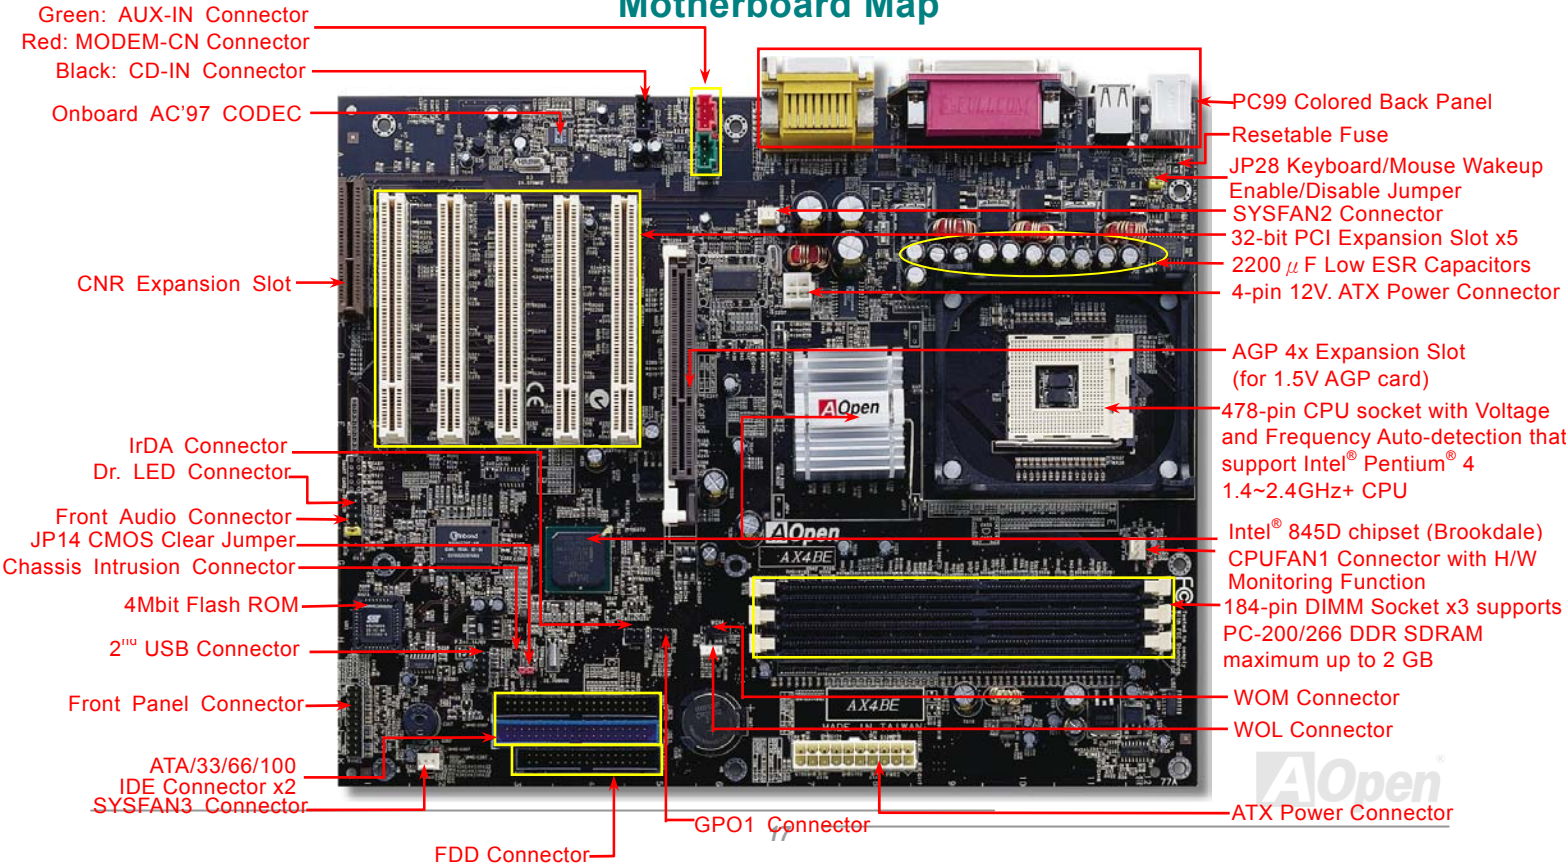 Motherboard Map
Green: AUX-IN Connector
Red: MODEM-CN Connector
Black: CD-IN Connector
Onboard AC'97 CODEC
CNR Expansion Slot
IrDA Connector
Dr. LED Connector
Front Audio Connector
JP14 CMOS Clear Jumper
Chassis Intrusion Connector
4Mbit Flash ROM
2nd USB Connector
Front Panel Connector
ATA/33/66/100
IDE Connector x2
SYSFAN3 Connector
FDD Connector
GPO1 Connector
17
PC99 Colored Back Panel
Resetable Fuse
JP28 Keyboard/Mouse Wakeup
Enable/Disable Jumper
SYSFAN2 Connector
32-bit PCI Expansion Slot x5
2200 μF Low ESR Capacitors
4-pin 12V. ATX Power Connector
AGP 4x Expansion Slot
(for 1.5V AGP card)
478-pin CPU socket with Voltage
and Frequency Auto-detection that
support Intel® Pentium® 4
1.4~2.4GHz+ CPU
Intel® 845D chipset (Brookdale)
CPUFAN1 Connector with H/W
Monitoring Function
184-pin DIMM Socket x3 supports
PC-200/266 DDR SDRAM
maximum up to 2 GB
WOM Connector
WOL Connector
ATX Power Connector
AOpen
AOpen
AX4BE
AX4BE
MADE IN TAIWAN
WOL
CE
FC
77A
AOpen®